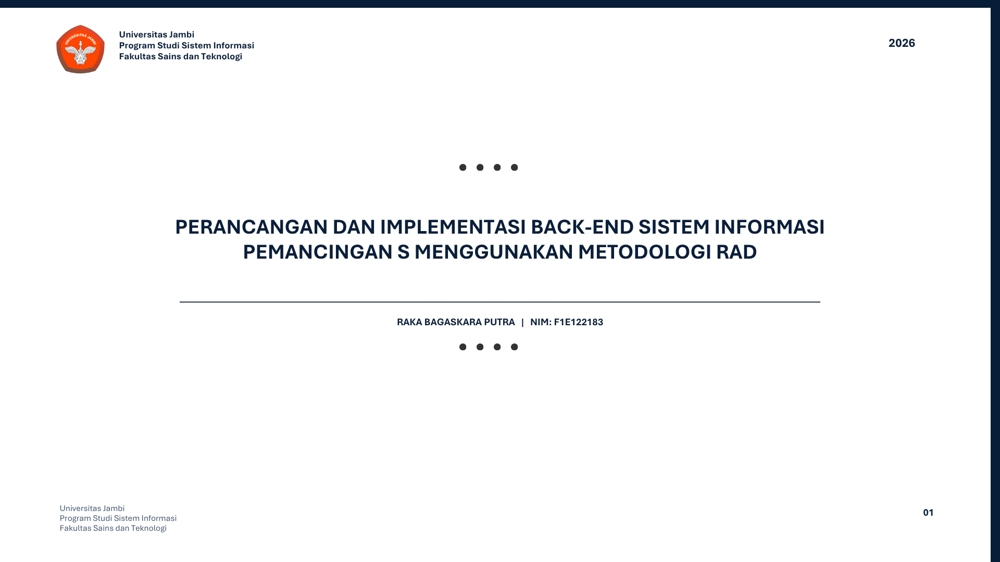 UNIVERSITAS JAMBI
Universitas Jambi
Program Studi Sistem Informasi
Fakultas Sains dan Teknologi
2026
PERANCANGAN DAN IMPLEMENTASI BACK-END SISTEM INFORMASI
PEMANCINGAN S MENGGUNAKAN METODOLOGI RAD
RAKA BAGASKARA PUTRA | NIM: F1E122183
Universitas Jambi
Program Studi Sistem Informasi
Fakultas Sains dan Teknologi
01